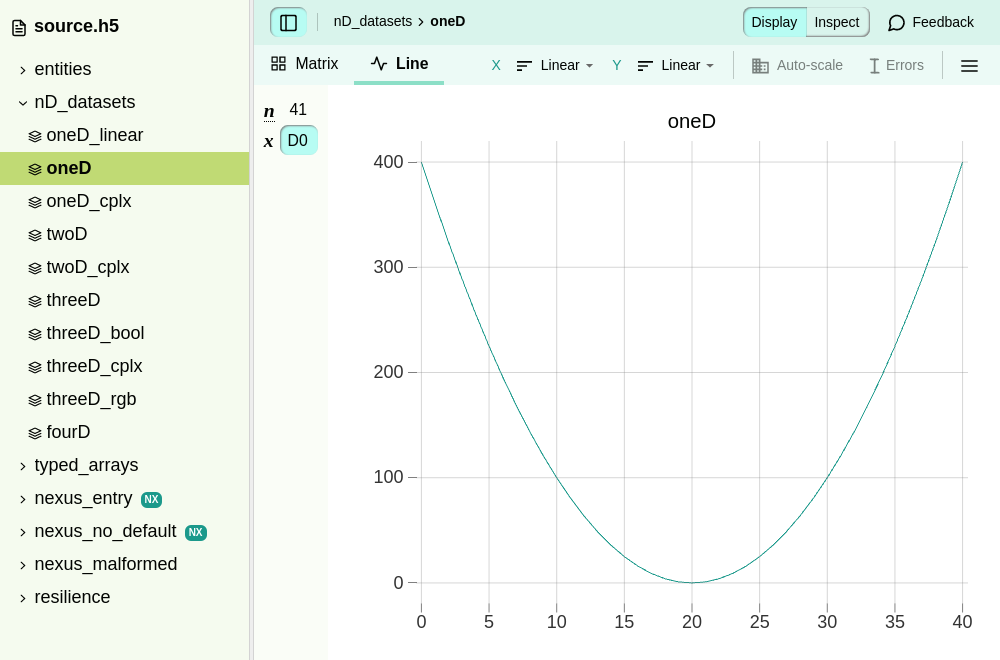 source.h5
entities
nD_datasets
oneD_linear
oneD
oneD_cplx
twoD
twoD_cplx
threeD
threeD_bool
threeD_cplx
threeD_rgb
fourD
typed_arrays
nexus_entry NX
nexus_no_default NX
nexus_malformed
resilience
nD_datasets › oneD
Display Inspect Feedback
Matrix Line X Linear Y Linear Auto-scale Errors
n 41
x D0
oneD
400
300
200
100
0
0 5 10 15 20 25 30 35 40